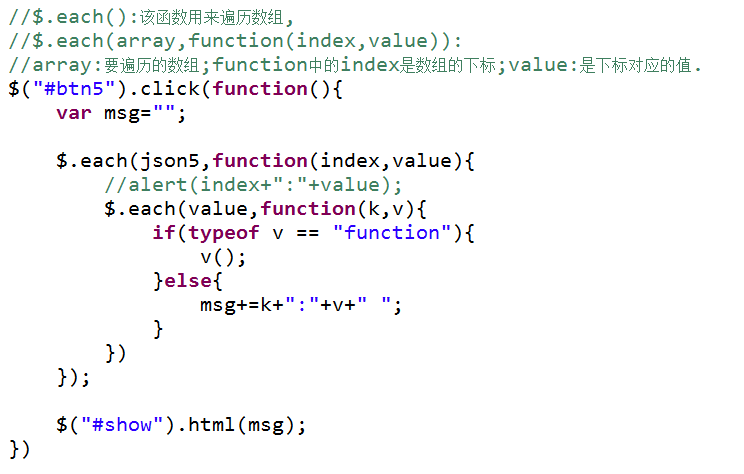 //$.each():该函数用来遍历数组,
//$.each(array,function(index,value)):
//array:要遍历的数组;function中的index是数组的下标;value:是下标对应的值.
$("#btn5").click(function(){
    var msg="";

    $.each(json5,function(index,value){
        //alert(index+":"+value);
        $.each(value,function(k,v){
            if(typeof v == "function"){
                v();
            }else{
                msg+=k+":"+v+" ";
            }
        })
    });

    $("#show").html(msg);
})